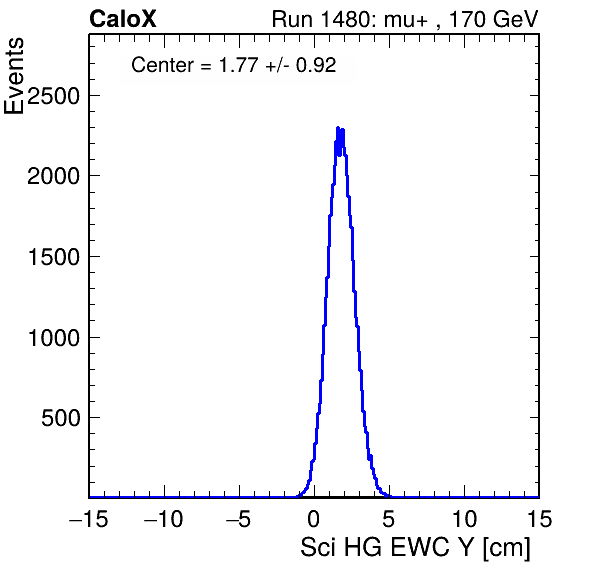 CaloX Run 1480: mu+ , 170 GeV
Events
Center = 1.77 +/- 0.92
2500
2000
1500
1000
500
−15 −10 −5 0 5 10 15
Sci HG EWC Y [cm]